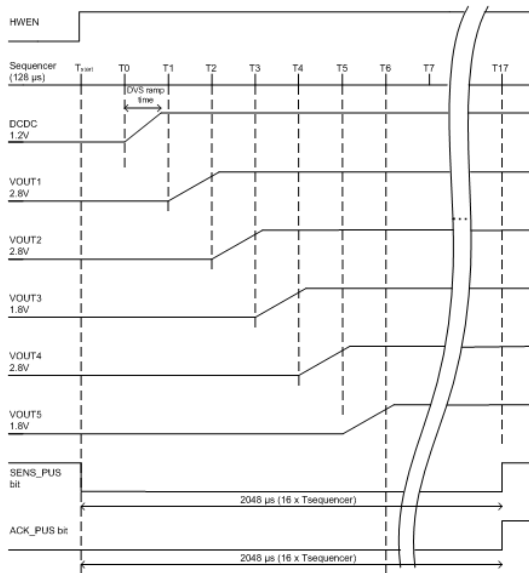 HWEN
Sequencer
(128 µs)
Tstart T0 T1 T2 T3 T4 T5 T6 T7 T17
DVS ramp
time
DCDC
1.2V
VOUT1
2.8V
...
VOUT2
2.8V
VOUT3
1.8V
VOUT4
2.8V
VOUT5
1.8V
SENS_PUS
bit
2048 µs (16 x Tsequencer)
ACK_PUS bit
2048 µs (16 x Tsequencer)